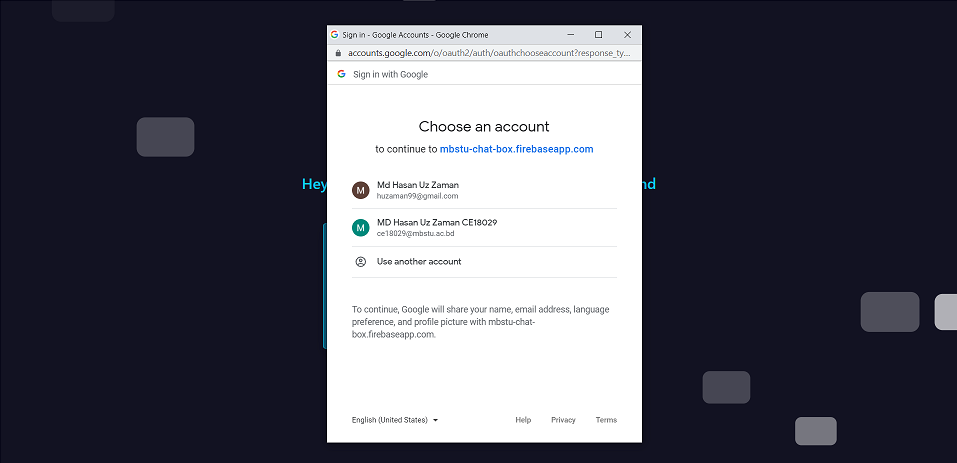 Sign in - Google Accounts - Google Chrome
accounts.google.com/o/oauth2/auth/oauthchooseaccount?response_ty...
Sign in with Google
Choose an account
to continue to mbstu-chat-box.firebaseapp.com
Hey
nd
M
Md Hasan Uz Zaman
huzaman99@gmail.com
M
MD Hasan Uz Zaman CE18029
ce18029@mbstu.ac.bd
Use another account
To continue, Google will share your name, email address, language
preference, and profile picture with mbstu-chat-
box.firebaseapp.com.
English (United States)
Help
Privacy
Terms